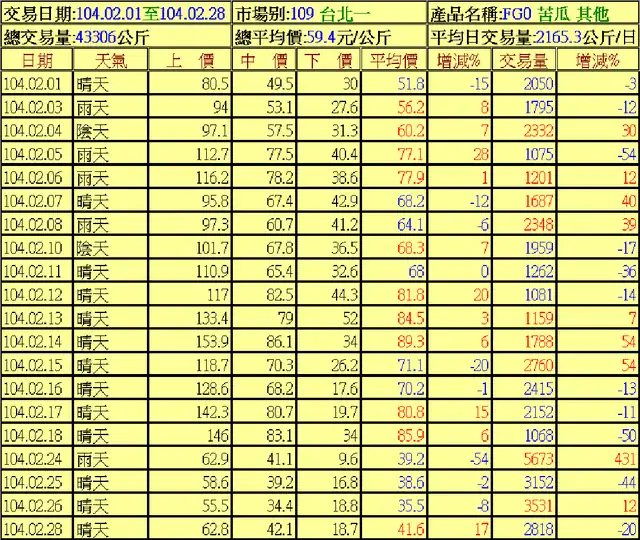 交易日期:104.02.01至104.02.28 市場別:109 台北一 產品名稱:FG0 苦瓜 其他
總交易量:43306公斤 總平均價:59.4元/公斤 平均日交易量:2165.3公斤/日
日期 天氣 上 價 中 價 下 價 平均價 增減% 交易量 增減%
104.02.01 晴天 80.5 49.5 30 51.8 -15 2050 -3
104.02.03 雨天 94 53.1 27.6 56.2 8 1795 -12
104.02.04 陰天 97.1 57.5 31.3 60.2 7 2332 30
104.02.05 雨天 112.7 77.5 40.4 77.1 28 1075 -54
104.02.06 雨天 116.2 78.2 38.6 77.9 1 1201 12
104.02.07 晴天 95.8 67.4 42.9 68.2 -12 1687 40
104.02.08 雨天 97.3 60.7 41.2 64.1 -6 2348 39
104.02.10 陰天 101.7 67.8 36.5 68.3 7 1959 -17
104.02.11 晴天 110.9 65.4 32.6 68 0 1262 -36
104.02.12 晴天 117 82.5 44.3 81.8 20 1081 -14
104.02.13 晴天 133.4 79 52 84.5 3 1159 7
104.02.14 晴天 153.9 86.1 34 89.3 6 1788 54
104.02.15 晴天 118.7 70.3 26.2 71.1 -20 2760 54
104.02.16 晴天 128.6 68.2 17.6 70.2 -1 2415 -13
104.02.17 晴天 142.3 80.7 19.7 80.8 15 2152 -11
104.02.18 晴天 146 83.1 34 85.9 6 1068 -50
104.02.24 雨天 62.9 41.1 9.6 39.2 -54 5673 431
104.02.25 晴天 58.6 39.2 16.8 38.6 -2 3152 -44
104.02.26 晴天 55.5 34.4 18.8 35.5 -8 3531 12
104.02.28 晴天 62.8 42.1 18.7 41.6 17 2818 -20